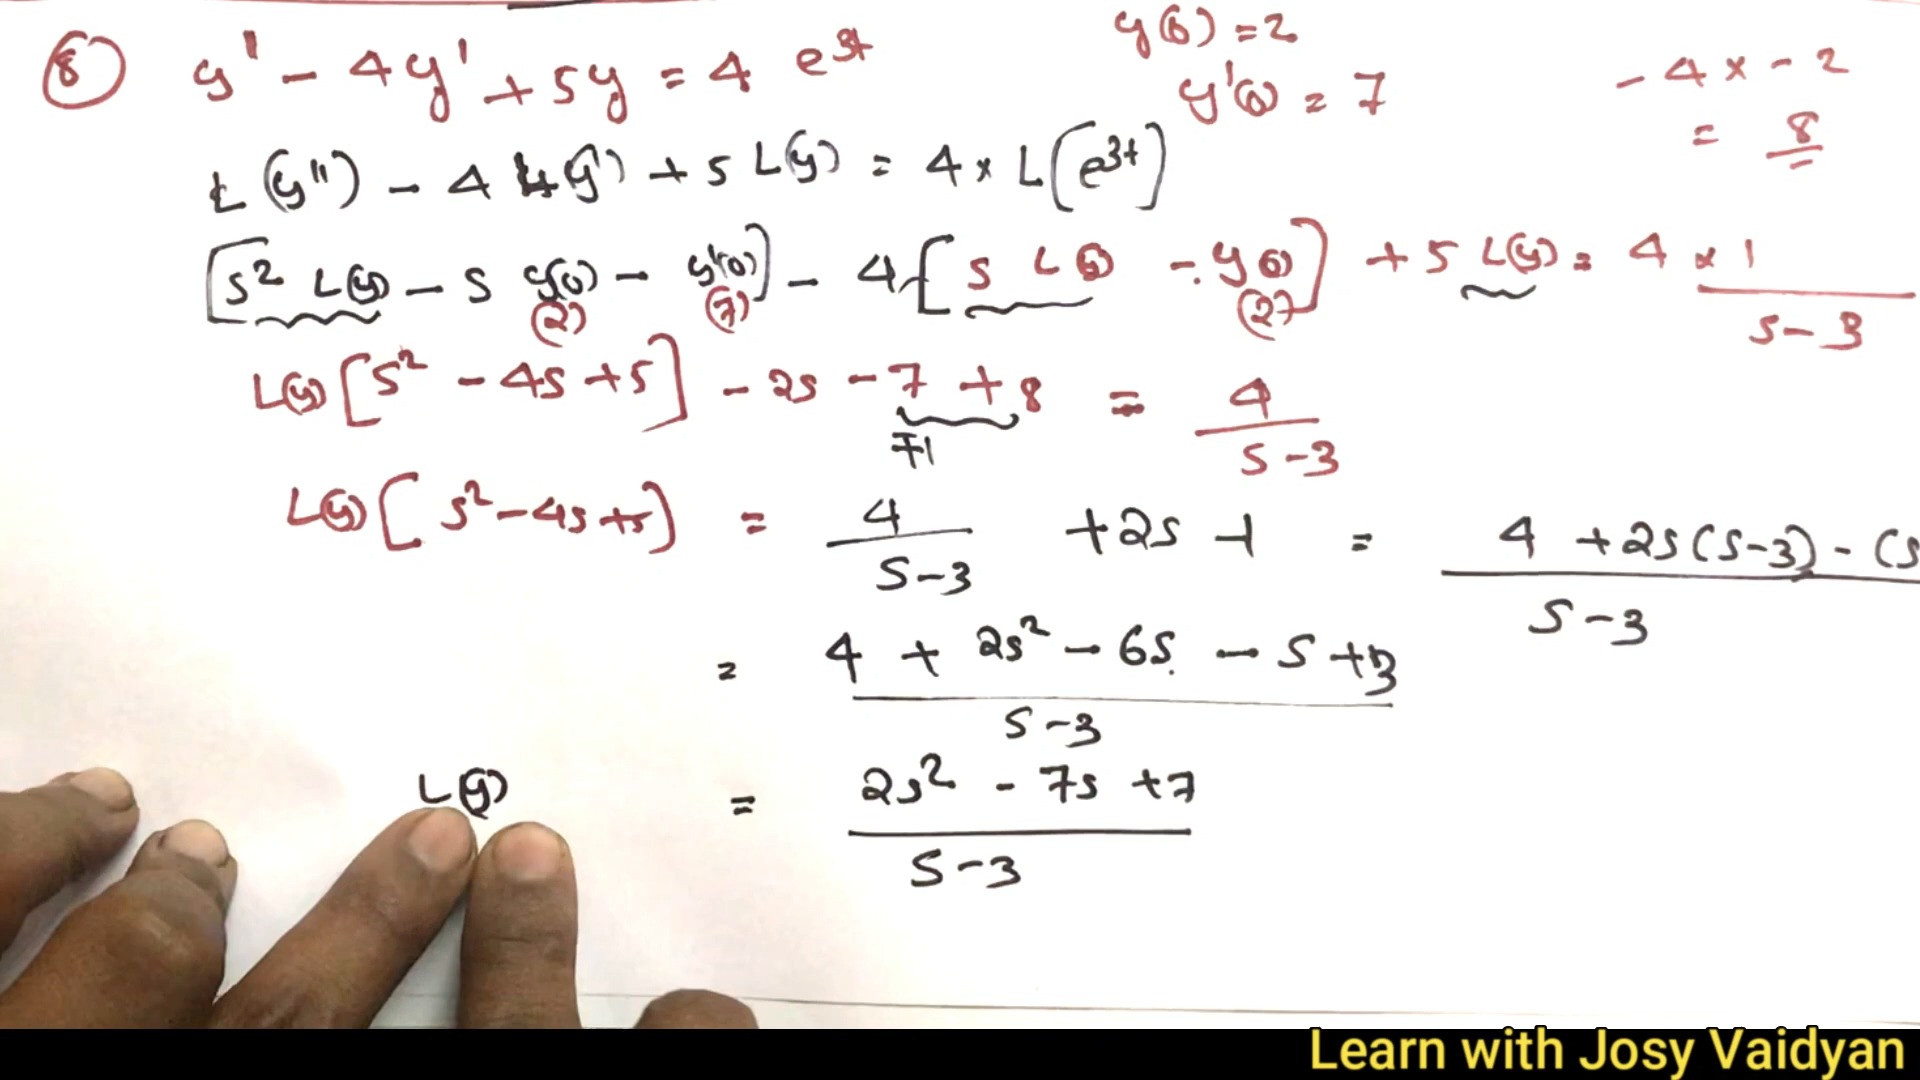 8 y'' - 4y' + 5y = 4 e^3t y(0) = 2
y'(0) = 7
- 4 x - 2
= 8
L(y'') - 4 L(y') + 5 L(y) = 4 x L[e^3t]
[s² L(y) - s y(0) - y'(0)] - 4[s L(y) - y(0)] + 5 L(y) = 4 x 1
(2) (7) (2) s-3
L(y)[s² - 4s + 5] - 2s - 7 + 8 = 4
+1 s-3
L(y)[s² - 4s + 5] = 4 + 2s - 1 = 4 + 2s(s-3) - (s
s-3 s-3
= 4 + 2s² - 6s - s + 3
s-3
L(y) = 2s² - 7s + 7
s-3
Learn with Josy Vaidyan